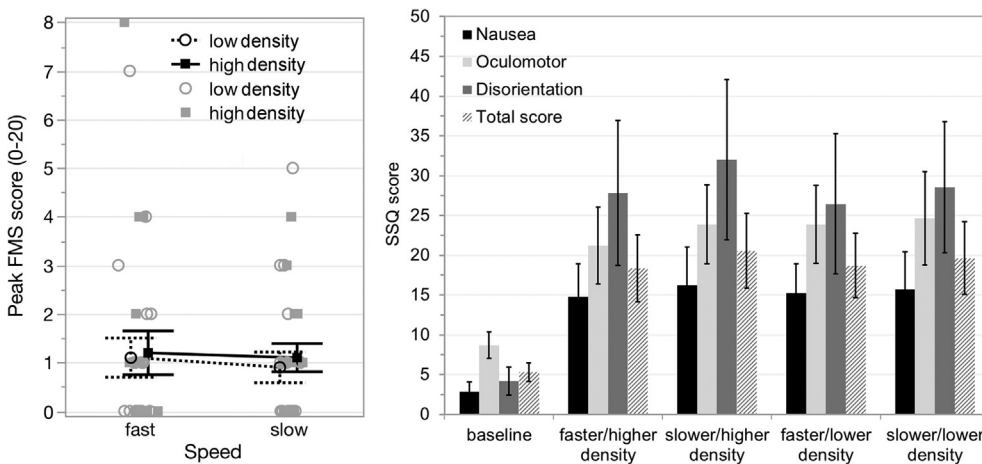 Peak FMS score (0-20)
8
7
6
5
4
3
2
1
0
low density
high density
low density
high density
fast
slow
Speed
SSQ score
50
45
40
35
30
25
20
15
10
5
0
Nausea
Oculomotor
Disorientation
Total score
baseline
faster/higher
density
slower/higher
density
faster/lower
density
slower/lower
density